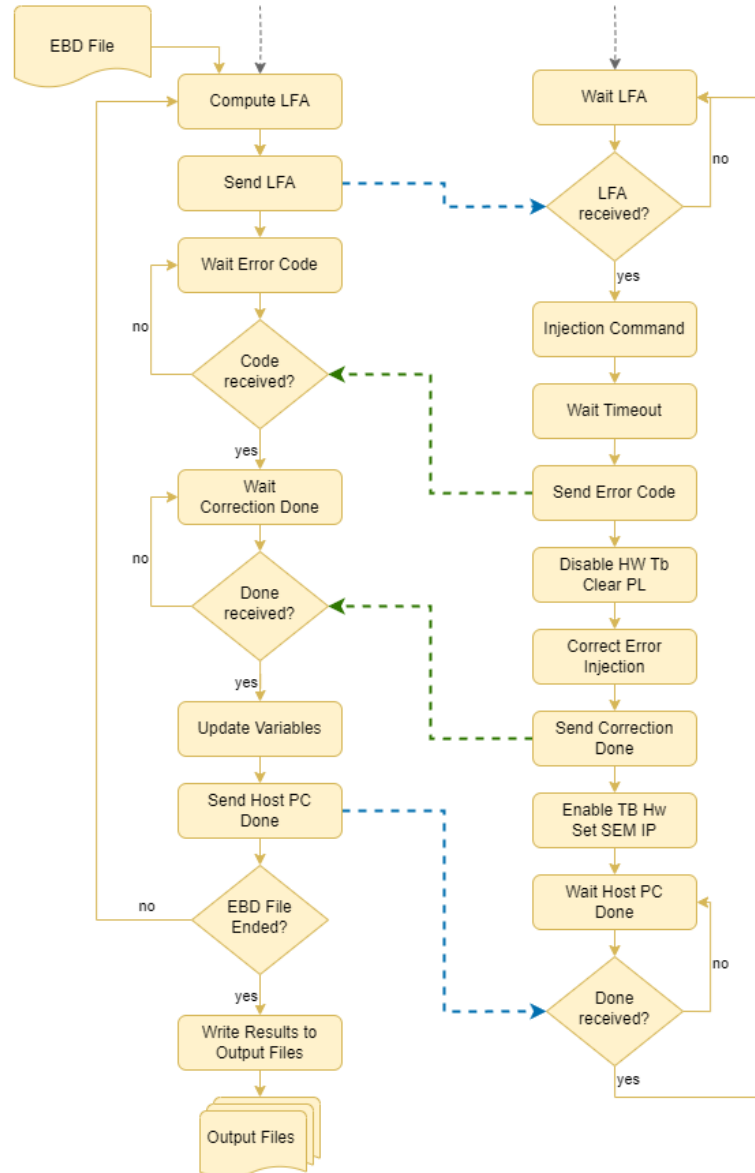 EBD File
Compute LFA
Send LFA
Wait Error Code
no
Code
received?
yes
Wait
Correction Done
no
Done
received?
yes
Update Variables
Send Host PC
Done
no
EBD File
Ended?
yes
Write Results to
Output Files
Output Files
Wait LFA
no
LFA
received?
yes
Injection Command
Wait Timeout
Send Error Code
Disable HW Tb
Clear PL
Correct Error
Injection
Send Correction
Done
Enable TB Hw
Set SEM IP
Wait Host PC
Done
no
Done
received?
yes